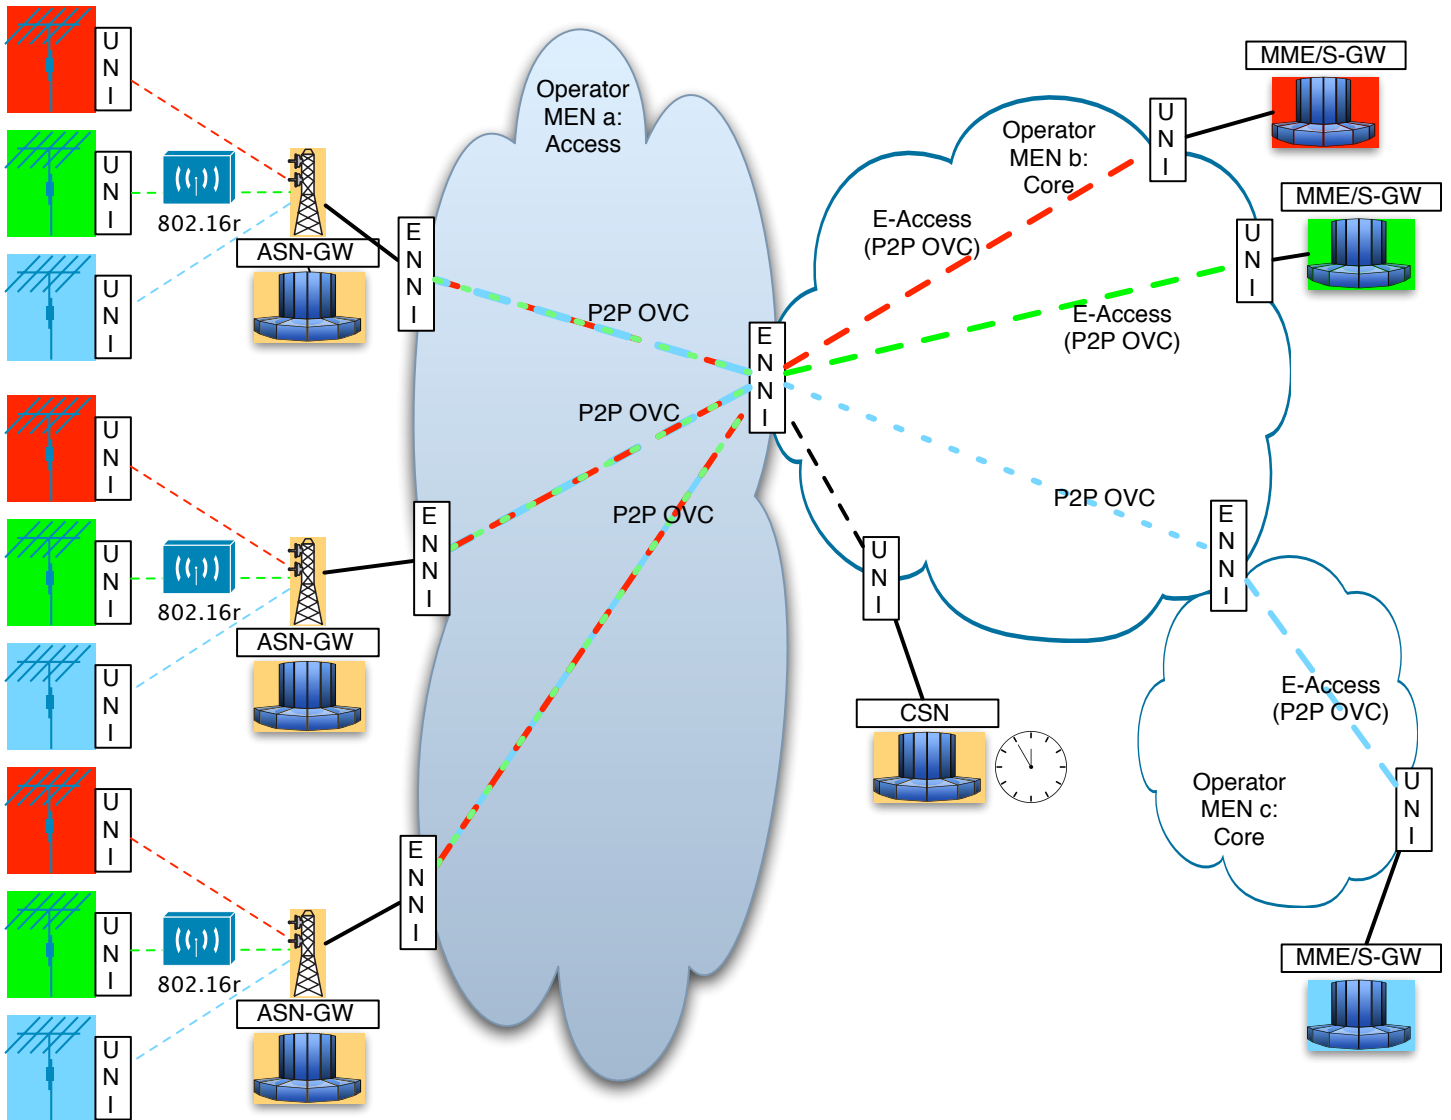 U
N
I
U
N
I
802.16r
U
N
I
ASN-GW
E
N
N
I
U
N
I
U
N
I
802.16r
U
N
I
ASN-GW
E
N
N
I
U
N
I
U
N
I
802.16r
U
N
I
ASN-GW
E
N
N
I
Operator
MEN a:
Access
P2P OVC
P2P OVC
P2P OVC
E
N
N
I
Operator
MEN b:
Core
E-Access
(P2P OVC)
E-Access
(P2P OVC)
P2P OVC
U
N
I
MME/S-GW
U
N
I
MME/S-GW
U
N
I
CSN
E
N
N
I
E-Access
(P2P OVC)
Operator
MEN c:
Core
U
N
I
MME/S-GW